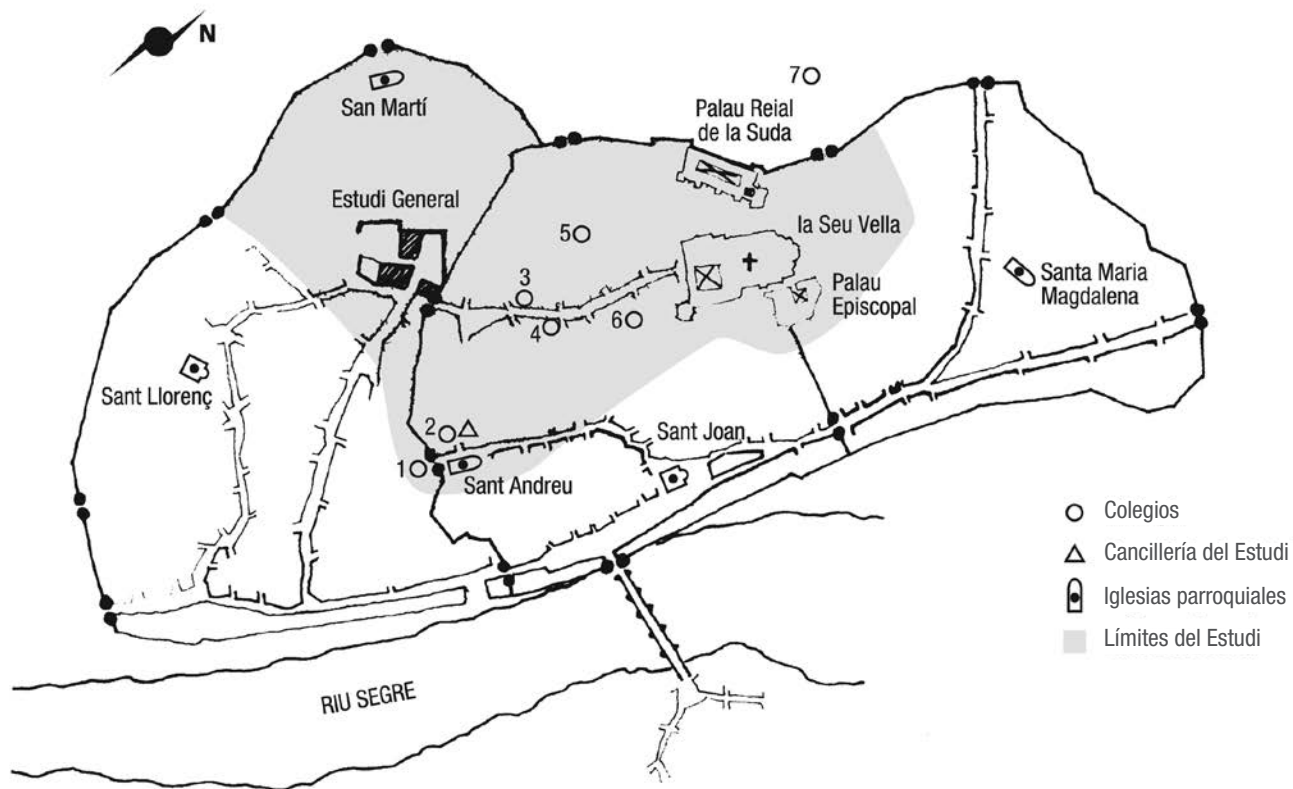 N
San Martí
7
Palau Reial
de la Suda
Estudi General
5
la Seu Vella
3
4
6
Palau
Episcopal
Santa Maria
Magdalena
Sant Llorenç
2
1
Sant Andreu
Sant Joan
RIU SEGRE
Colegios
Cancillería del Estudi
Iglesias parroquiales
Límites del Estudi